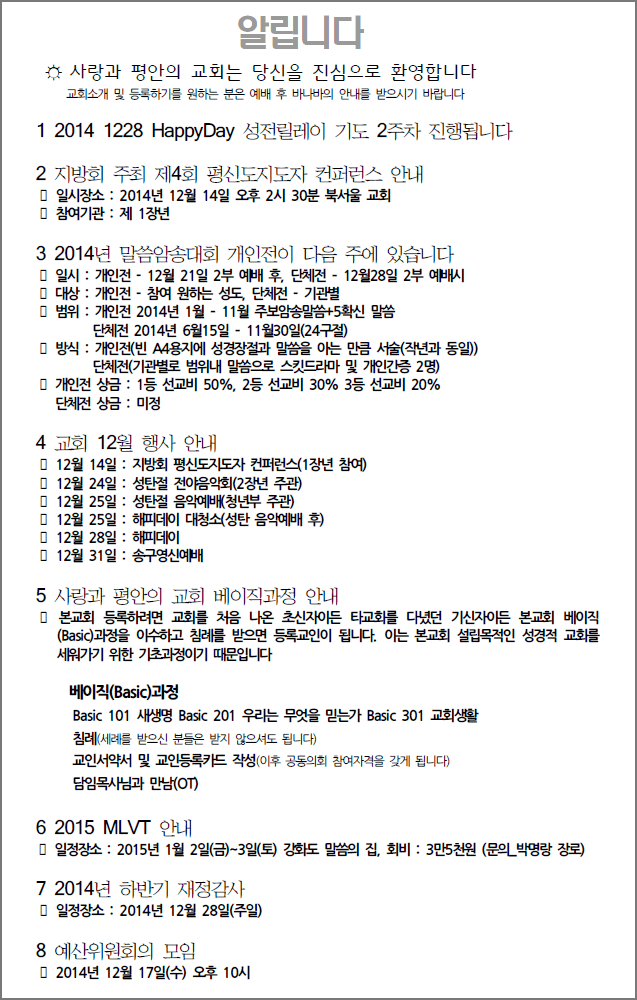 알립니다
☼ 사랑과 평안의 교회는 당신을 진심으로 환영합니다
교회소개 및 등록하기를 원하는 분은 예배 후 바나바의 안내를 받으시기 바랍니다
1 2014 1228 HappyDay 성전릴레이 기도 2주차 진행됩니다
2 지방회 주최 제4회 평신도지도자 컨퍼런스 안내
▯ 일시장소 : 2014년 12월 14일 오후 2시 30분 북서울 교회
▯ 참여기관 : 제 1장년
3 2014년 말씀암송대회 개인전이 다음 주에 있습니다
▯ 일시 : 개인전 - 12월 21일 2부 예배 후, 단체전 - 12월28일 2부 예배시
▯ 대상 : 개인전 - 참여 원하는 성도, 단체전 - 기관별
▯ 범위 : 개인전 2014년 1월 - 11월 주보암송말씀+5확신 말씀
단체전 2014년 6월15일 - 11월30일(24구절)
▯ 방식 : 개인전(빈 A4용지에 성경장절과 말씀을 아는 만큼 서술(작년과 동일))
단체전(기관별로 범위내 말씀으로 스킷드라마 및 개인간증 2명)
▯ 개인전 상금 : 1등 선교비 50%, 2등 선교비 30% 3등 선교비 20%
단체전 상금 : 미정
4 교회 12월 행사 안내
▯ 12월 14일 : 지방회 평신도지도자 컨퍼런스(1장년 참여)
▯ 12월 24일 : 성탄절 전야음악회(2장년 주관)
▯ 12월 25일 : 성탄절 음악예배(청년부 주관)
▯ 12월 25일 : 해피데이 대청소(성탄 음악예배 후)
▯ 12월 28일 : 해피데이
▯ 12월 31일 : 송구영신예배
5 사랑과 평안의 교회 베이직과정 안내
▯ 본교회 등록하려면 교회를 처음 나온 초신자이든 타교회를 다녔던 기신자이든 본교회 베이직
(Basic)과정을 이수하고 침례를 받으면 등록교인이 됩니다. 이는 본교회 설립목적인 성경적 교회를
세워가기 위한 기초과정이기 때문입니다
베이직(Basic)과정
Basic 101 새생명 Basic 201 우리는 무엇을 믿는가 Basic 301 교회생활
침례(세례를 받으신 분들은 받지 않으셔도 됩니다)
교인서약서 및 교인등록카드 작성(이후 공동의회 참여자격을 갖게 됩니다)
담임목사님과 만남(OT)
6 2015 MLVT 안내
▯ 일정장소 : 2015년 1월 2일(금)~3일(토) 강화도 말씀의 집, 회비 : 3만5천원 (문의_박명랑 장로)
7 2014년 하반기 재정감사
▯ 일정장소 : 2014년 12월 28일(주일)
8 예산위원회의 모임
▯ 2014년 12월 17일(수) 오후 10시